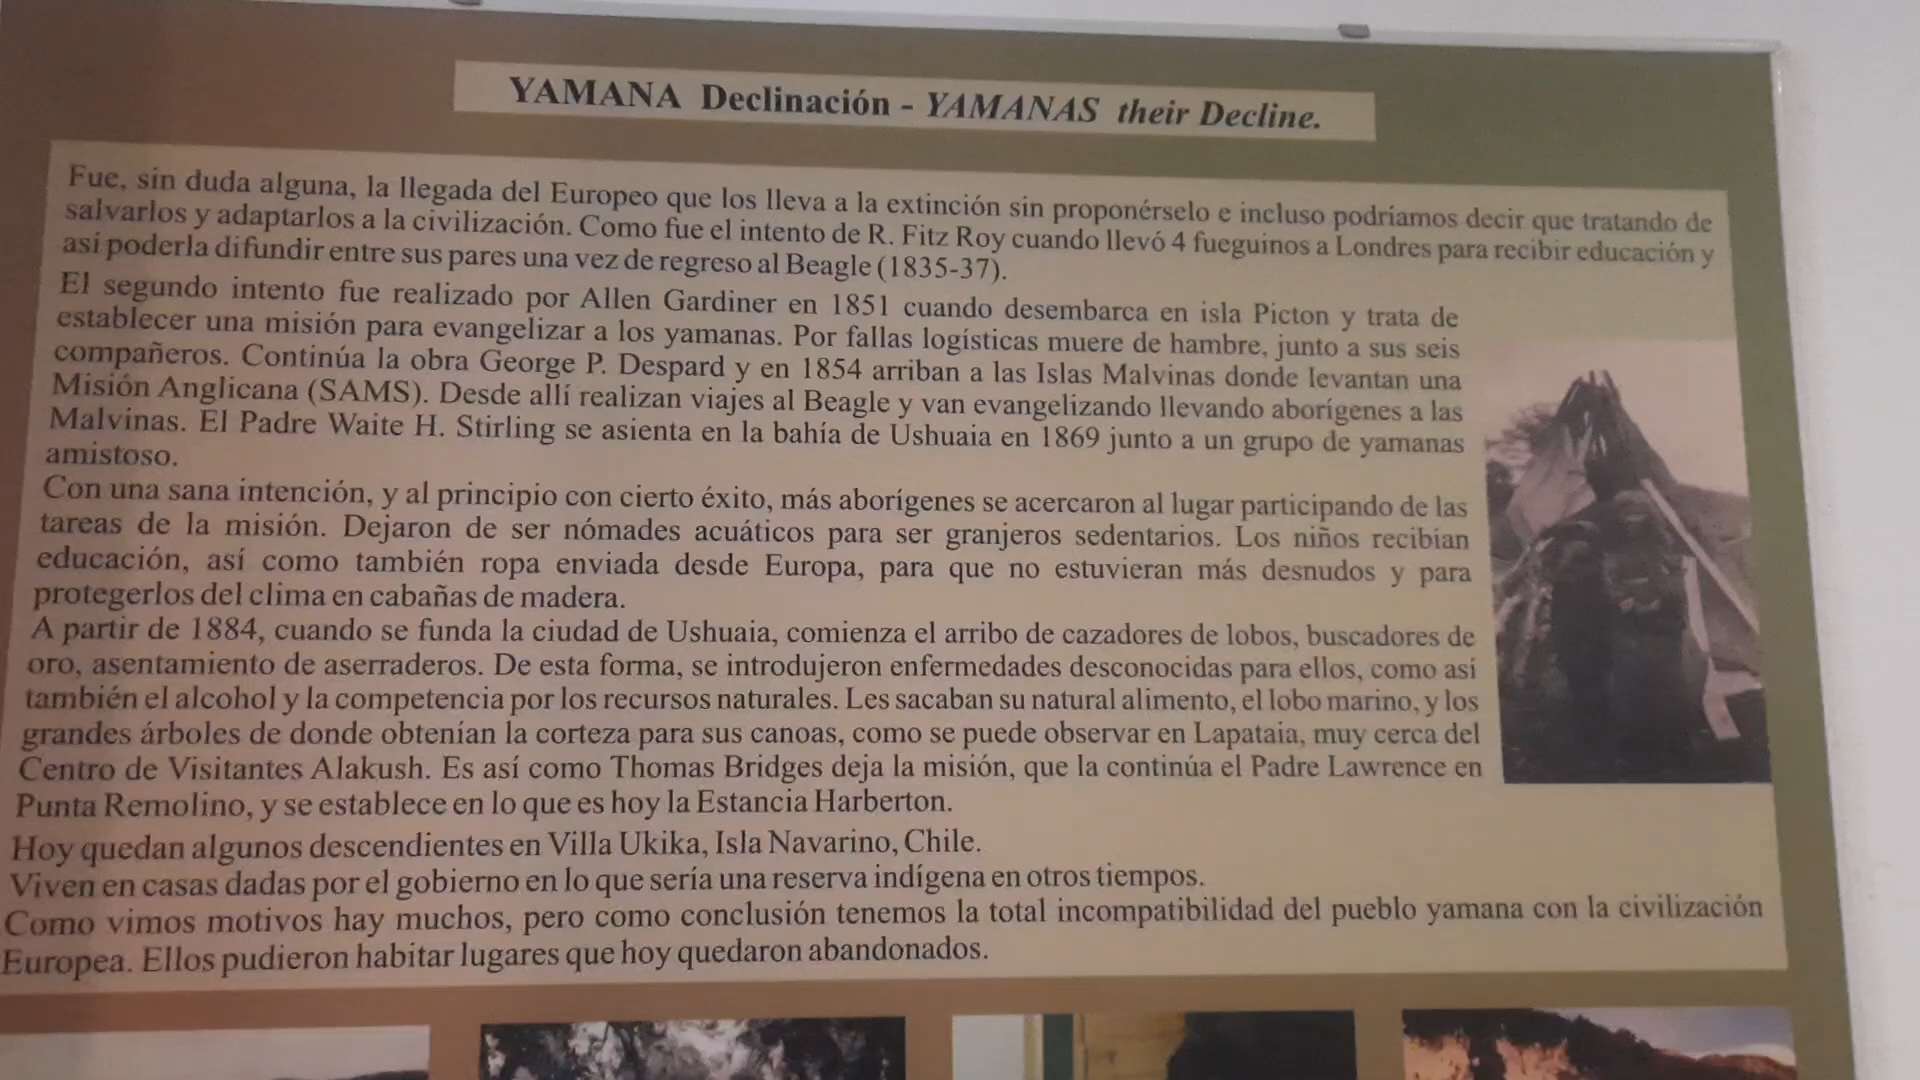 YAMANA Declinación - YAMANAS their Decline.
Fue, sin duda alguna, la llegada del Europeo que los lleva a la extinción sin proponérselo e incluso podríamos decir que tratando de
salvarlos y adaptarlos a la civilización. Como fue el intento de R. Fitz Roy cuando llevó 4 fueguinos a Londres para recibir educación y
así poderla difundir entre sus pares una vez de regreso al Beagle (1835-37).
El segundo intento fue realizado por Allen Gardiner en 1851 cuando desembarca en isla Picton y trata de
establecer una misión para evangelizar a los yamanas. Por fallas logísticas muere de hambre, junto a sus seis
compañeros. Continúa la obra George P. Despard y en 1854 arriban a las Islas Malvinas donde levantan una
Misión Anglicana (SAMS). Desde allí realizan viajes al Beagle y van evangelizando llevando aborígenes a las
Malvinas. El Padre Waite H. Stirling se asienta en la bahía de Ushuaia en 1869 junto a un grupo de yamanas
amistoso.
Con una sana intención, y al principio con cierto éxito, más aborígenes se acercaron al lugar participando de las
tareas de la misión. Dejaron de ser nómades acuáticos para ser granjeros sedentarios. Los niños recibían
educación, así como también ropa enviada desde Europa, para que no estuvieran más desnudos y para
protegerlos del clima en cabañas de madera.
A partir de 1884, cuando se funda la ciudad de Ushuaia, comienza el arribo de cazadores de lobos, buscadores de
oro, asentamiento de aserraderos. De esta forma, se introdujeron enfermedades desconocidas para ellos, como así
también el alcohol y la competencia por los recursos naturales. Les sacaban su natural alimento, el lobo marino, y los
grandes árboles de donde obtenían la corteza para sus canoas, como se puede observar en Lapataia, muy cerca del
Centro de Visitantes Alakush. Es así como Thomas Bridges deja la misión, que la continúa el Padre Lawrence en
Punta Remolino, y se establece en lo que es hoy la Estancia Harberton.
Hoy quedan algunos descendientes en Villa Ukika, Isla Navarino, Chile.
Viven en casas dadas por el gobierno en lo que sería una reserva indígena en otros tiempos.
Como vimos motivos hay muchos, pero como conclusión tenemos la total incompatibilidad del pueblo yamana con la civilización
Europea. Ellos pudieron habitar lugares que hoy quedaron abandonados.